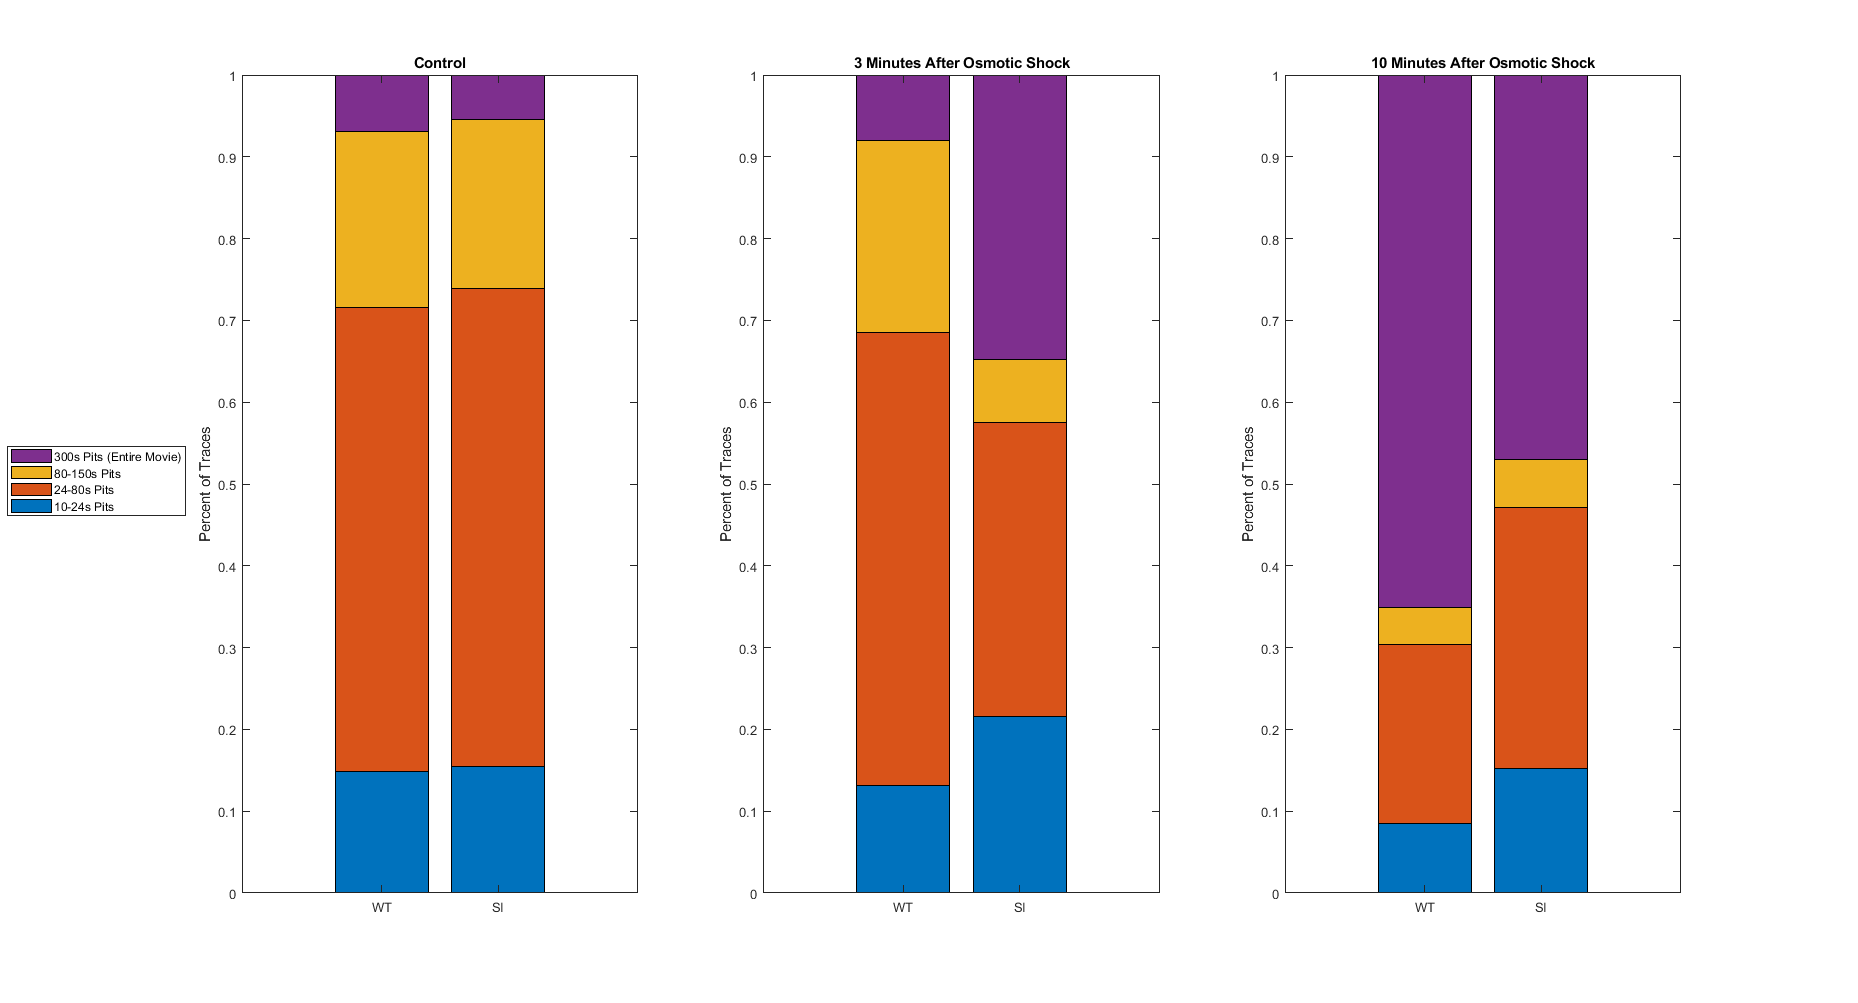 Control
3 Minutes After Osmotic Shock
10 Minutes After Osmotic Shock
300s Pits (Entire Movie)
80-150s Pits
24-80s Pits
10-24s Pits
Percent of Traces
1
0.9
0.8
0.7
0.6
0.5
0.4
0.3
0.2
0.1
0
WT
SI
Percent of Traces
1
0.9
0.8
0.7
0.6
0.5
0.4
0.3
0.2
0.1
0
WT
SI
Percent of Traces
1
0.9
0.8
0.7
0.6
0.5
0.4
0.3
0.2
0.1
0
WT
SI